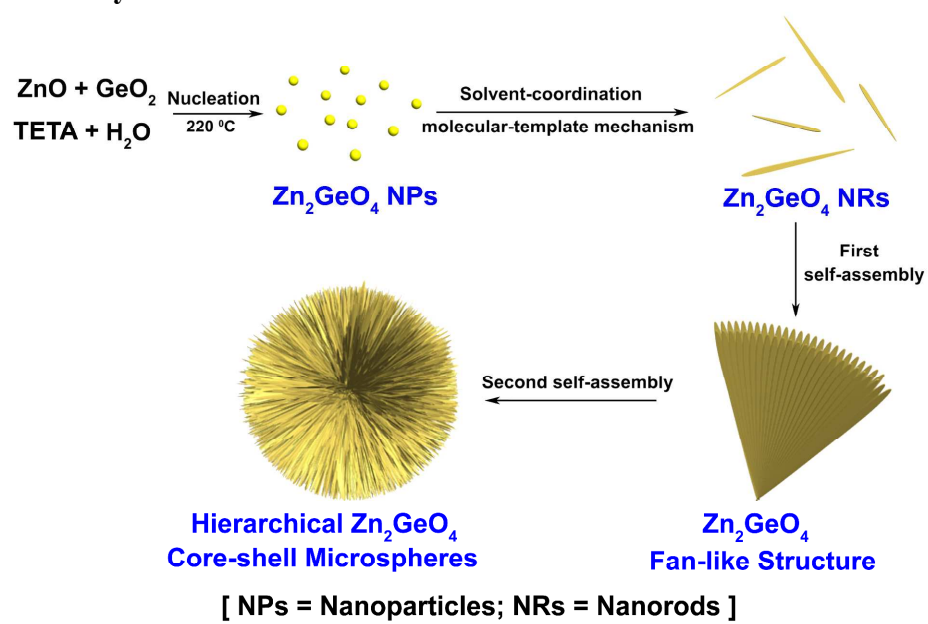 ZnO + GeO₂
TETA + H₂O
Nucleation
220 ⁰C
Zn₂GeO₄ NPs
Solvent-coordination
molecular-template mechanism
Zn₂GeO₄ NRs
First
self-assembly
Zn₂GeO₄
Fan-like Structure
Second self-assembly
Hierarchical Zn₂GeO₄
Core-shell Microspheres
[ NPs = Nanoparticles; NRs = Nanorods ]